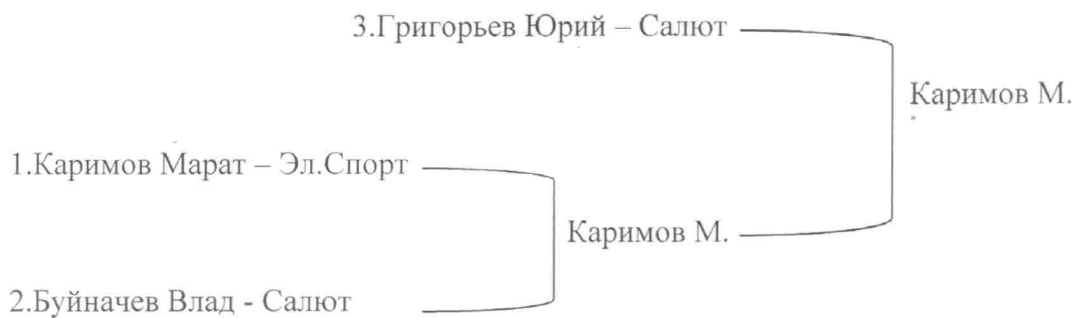 3.Григорьев Юрий – Салют
Каримов М.
1.Каримов Марат – Эл.Спорт
Каримов М.
2.Буйначев Влад - Салют